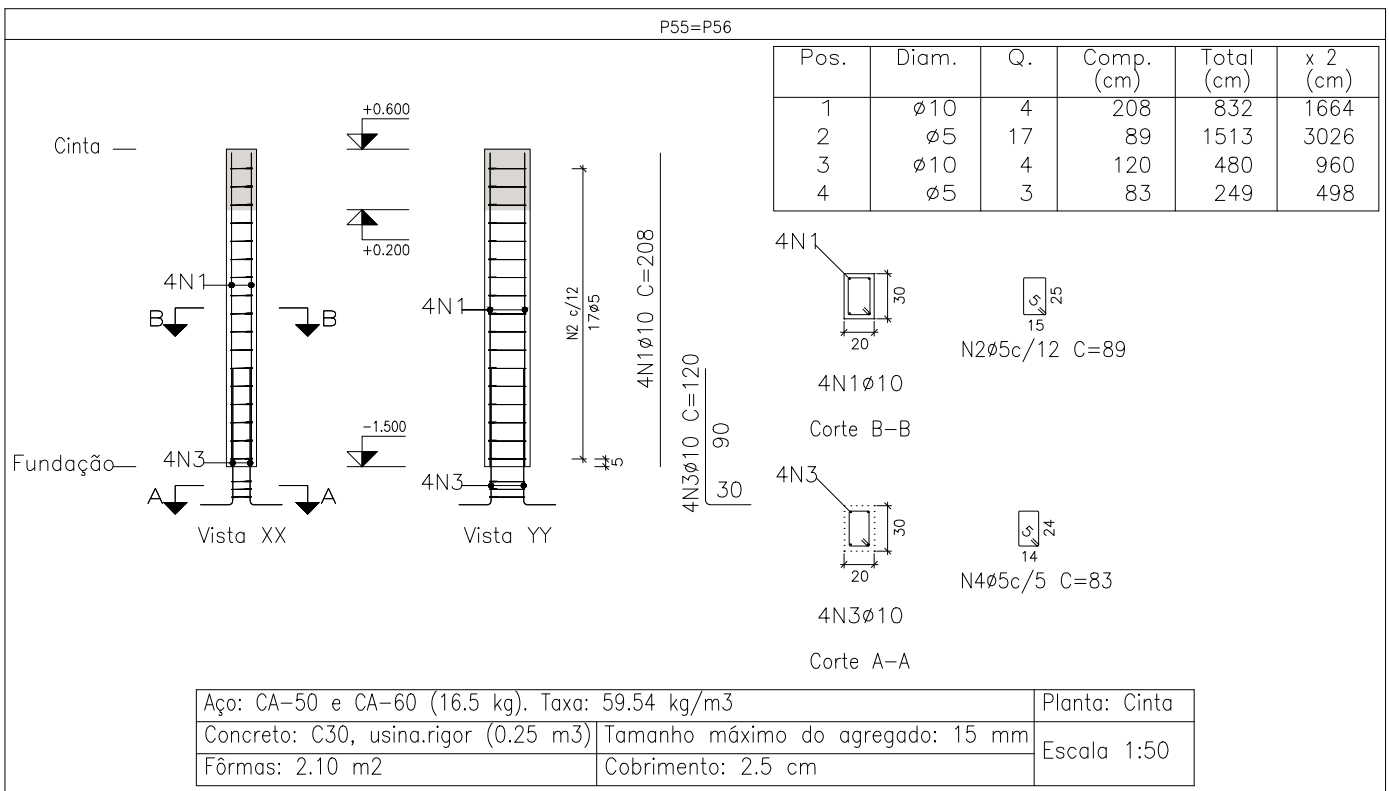 P55=P56
Pos. Diam. Q. Comp. (cm) Total (cm) x 2 (cm)
1 ø10 4 208 832 1664
2 ø5 17 89 1513 3026
3 ø10 4 120 480 960
4 ø5 3 83 249 498
Cinta
+0.600
+0.200
4N1
B
B
4N1
N2 c/12
17ø5
4N1ø10 C=208
-1.500
Fundação
4N3
4N3
5
4N3ø10 C=120
90
30
A
A
Vista XX
Vista YY
4N1
30
20
4N1ø10
Corte B-B
5
25
15
N2ø5c/12 C=89
4N3
30
20
4N3ø10
Corte A-A
5
24
14
N4ø5c/5 C=83
Aço: CA-50 e CA-60 (16.5 kg). Taxa: 59.54 kg/m3
Planta: Cinta
Concreto: C30, usina.rigor (0.25 m3)
Tamanho máximo do agregado: 15 mm
Escala 1:50
Fôrmas: 2.10 m2
Cobrimento: 2.5 cm